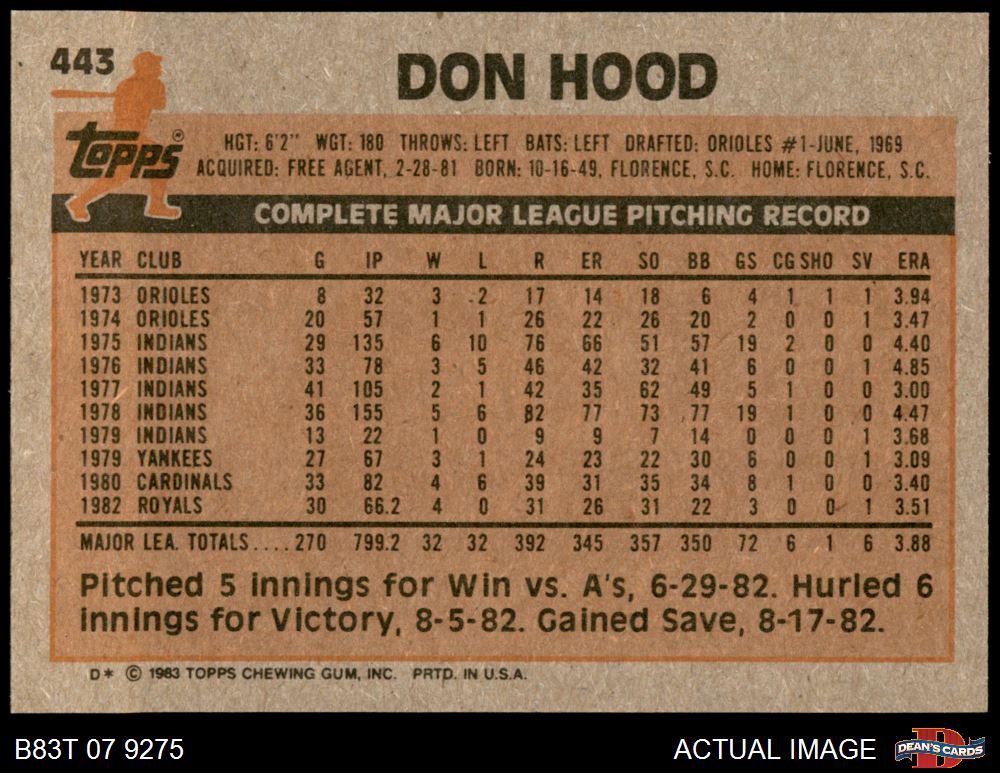 443
DON HOOD
Topps ®
HGT: 6'2" WGT: 180 THROWS: LEFT BATS: LEFT DRAFTED: ORIOLES #1-JUNE, 1969
ACQUIRED: FREE AGENT, 2-28-81 BORN: 10-16-49, FLORENCE, S.C. HOME: FLORENCE, S.C.
COMPLETE MAJOR LEAGUE PITCHING RECORD
YEAR CLUB G IP W L R ER SO BB GS CG SHO SV ERA
1973 ORIOLES 8 32 3 2 17 14 18 6 4 1 1 1 3.94
1974 ORIOLES 20 57 1 1 26 22 26 20 2 0 0 1 3.47
1975 INDIANS 29 135 6 10 76 66 51 57 19 2 0 0 4.40
1976 INDIANS 33 78 3 5 46 42 32 41 6 0 0 1 4.85
1977 INDIANS 41 105 2 1 42 35 62 49 5 1 0 0 3.00
1978 INDIANS 36 155 5 6 82 77 73 77 19 1 0 0 4.47
1979 INDIANS 13 22 1 0 9 9 7 14 0 0 0 1 3.68
1979 YANKEES 27 67 3 1 24 23 22 30 6 0 0 1 3.09
1980 CARDINALS 33 82 4 6 39 31 35 34 8 1 0 0 3.40
1982 ROYALS 30 66.2 4 0 31 26 31 22 3 0 0 1 3.51
MAJOR LEA. TOTALS....270 799.2 32 32 392 345 357 350 72 6 1 6 3.88
Pitched 5 innings for Win vs. A's, 6-29-82. Hurled 6
innings for Victory, 8-5-82. Gained Save, 8-17-82.
D* © 1983 TOPPS CHEWING GUM, INC. PRTD. IN U.S.A.
B83T 07 9275 ACTUAL IMAGE D DEAN'S CARDS